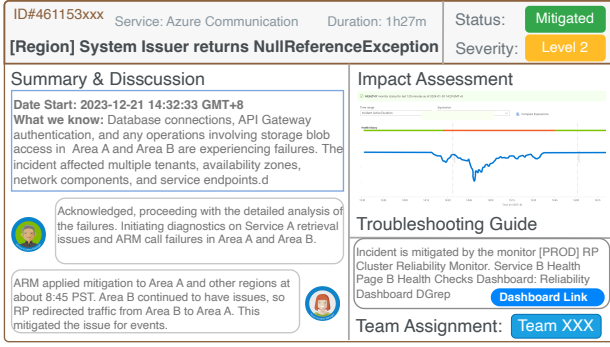 ID#461153xxx
Service: Azure Communication
Duration: 1h27m
Status:
Mitigated
[Region] System Issuer returns NullReferenceException
Severity:
Level 2
Summary & Disscussion
Date Start: 2023-12-21 14:32:33 GMT+8
What we know: Database connections, API Gateway
authentication, and any operations involving storage blob
access in Area A and Area B are experiencing failures. The
incident affected multiple tenants, availability zones,
network components, and service endpoints.d
Acknowledged, proceeding with the detailed analysis of
the failures. Initiating diagnostics on Service A retrieval
issues and ARM call failures in Area A and Area B.
ARM applied mitigation to Area A and other regions at
about 8:45 PST. Area B continued to have issues, so
RP redirected traffic from Area B to Area A. This
mitigated the issue for events.
Impact Assessment
Troubleshooting Guide
Incident is mitigated by the monitor [PROD] RP
Cluster Reliability Monitor. Service B Health
Page B Health Checks Dashboard: Reliability
Dashboard DGrep
Dashboard Link
Team Assignment:
Team XXX